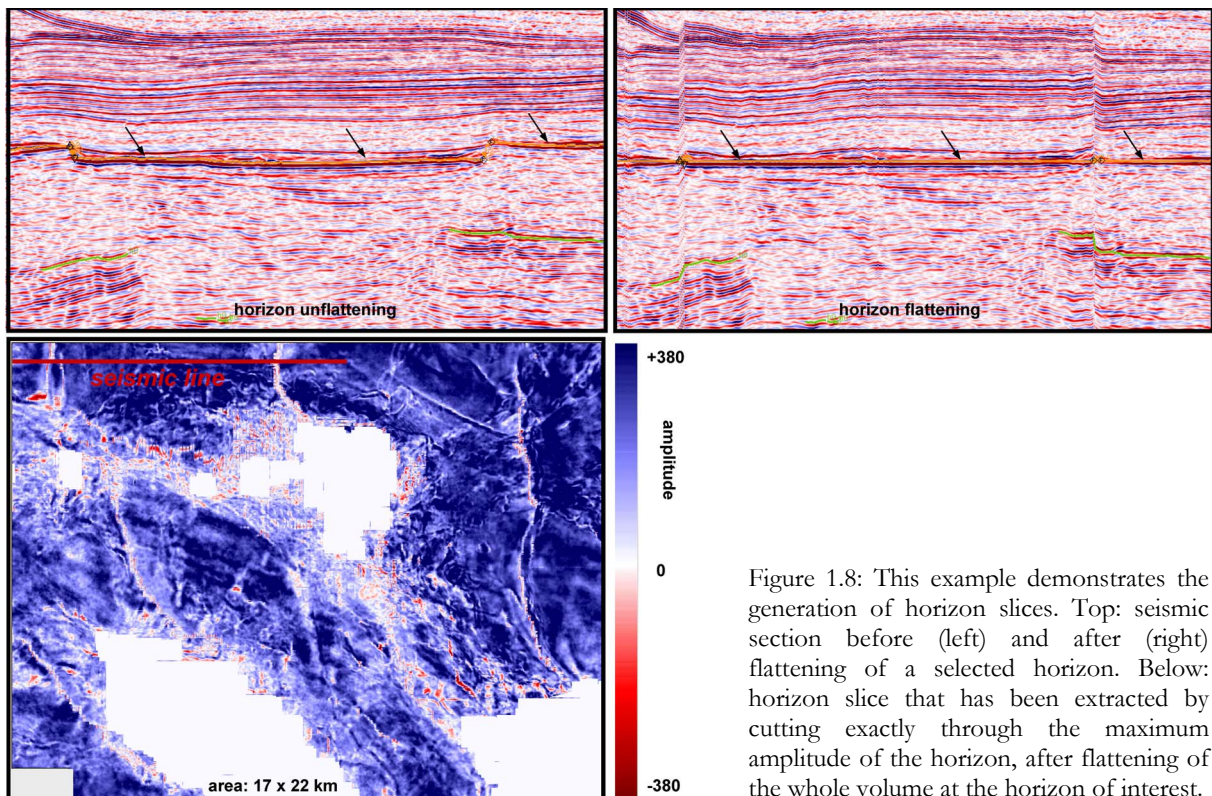 horizon unflattening
horizon flattening
seismic line
area: 17 x 22 km
+380
amplitude
0
-380
Figure 1.8: This example demonstrates the
generation of horizon slices. Top: seismic
section before (left) and after (right)
flattening of a selected horizon. Below:
horizon slice that has been extracted by
cutting exactly through the maximum
amplitude of the horizon, after flattening of
the whole volume at the horizon of interest.